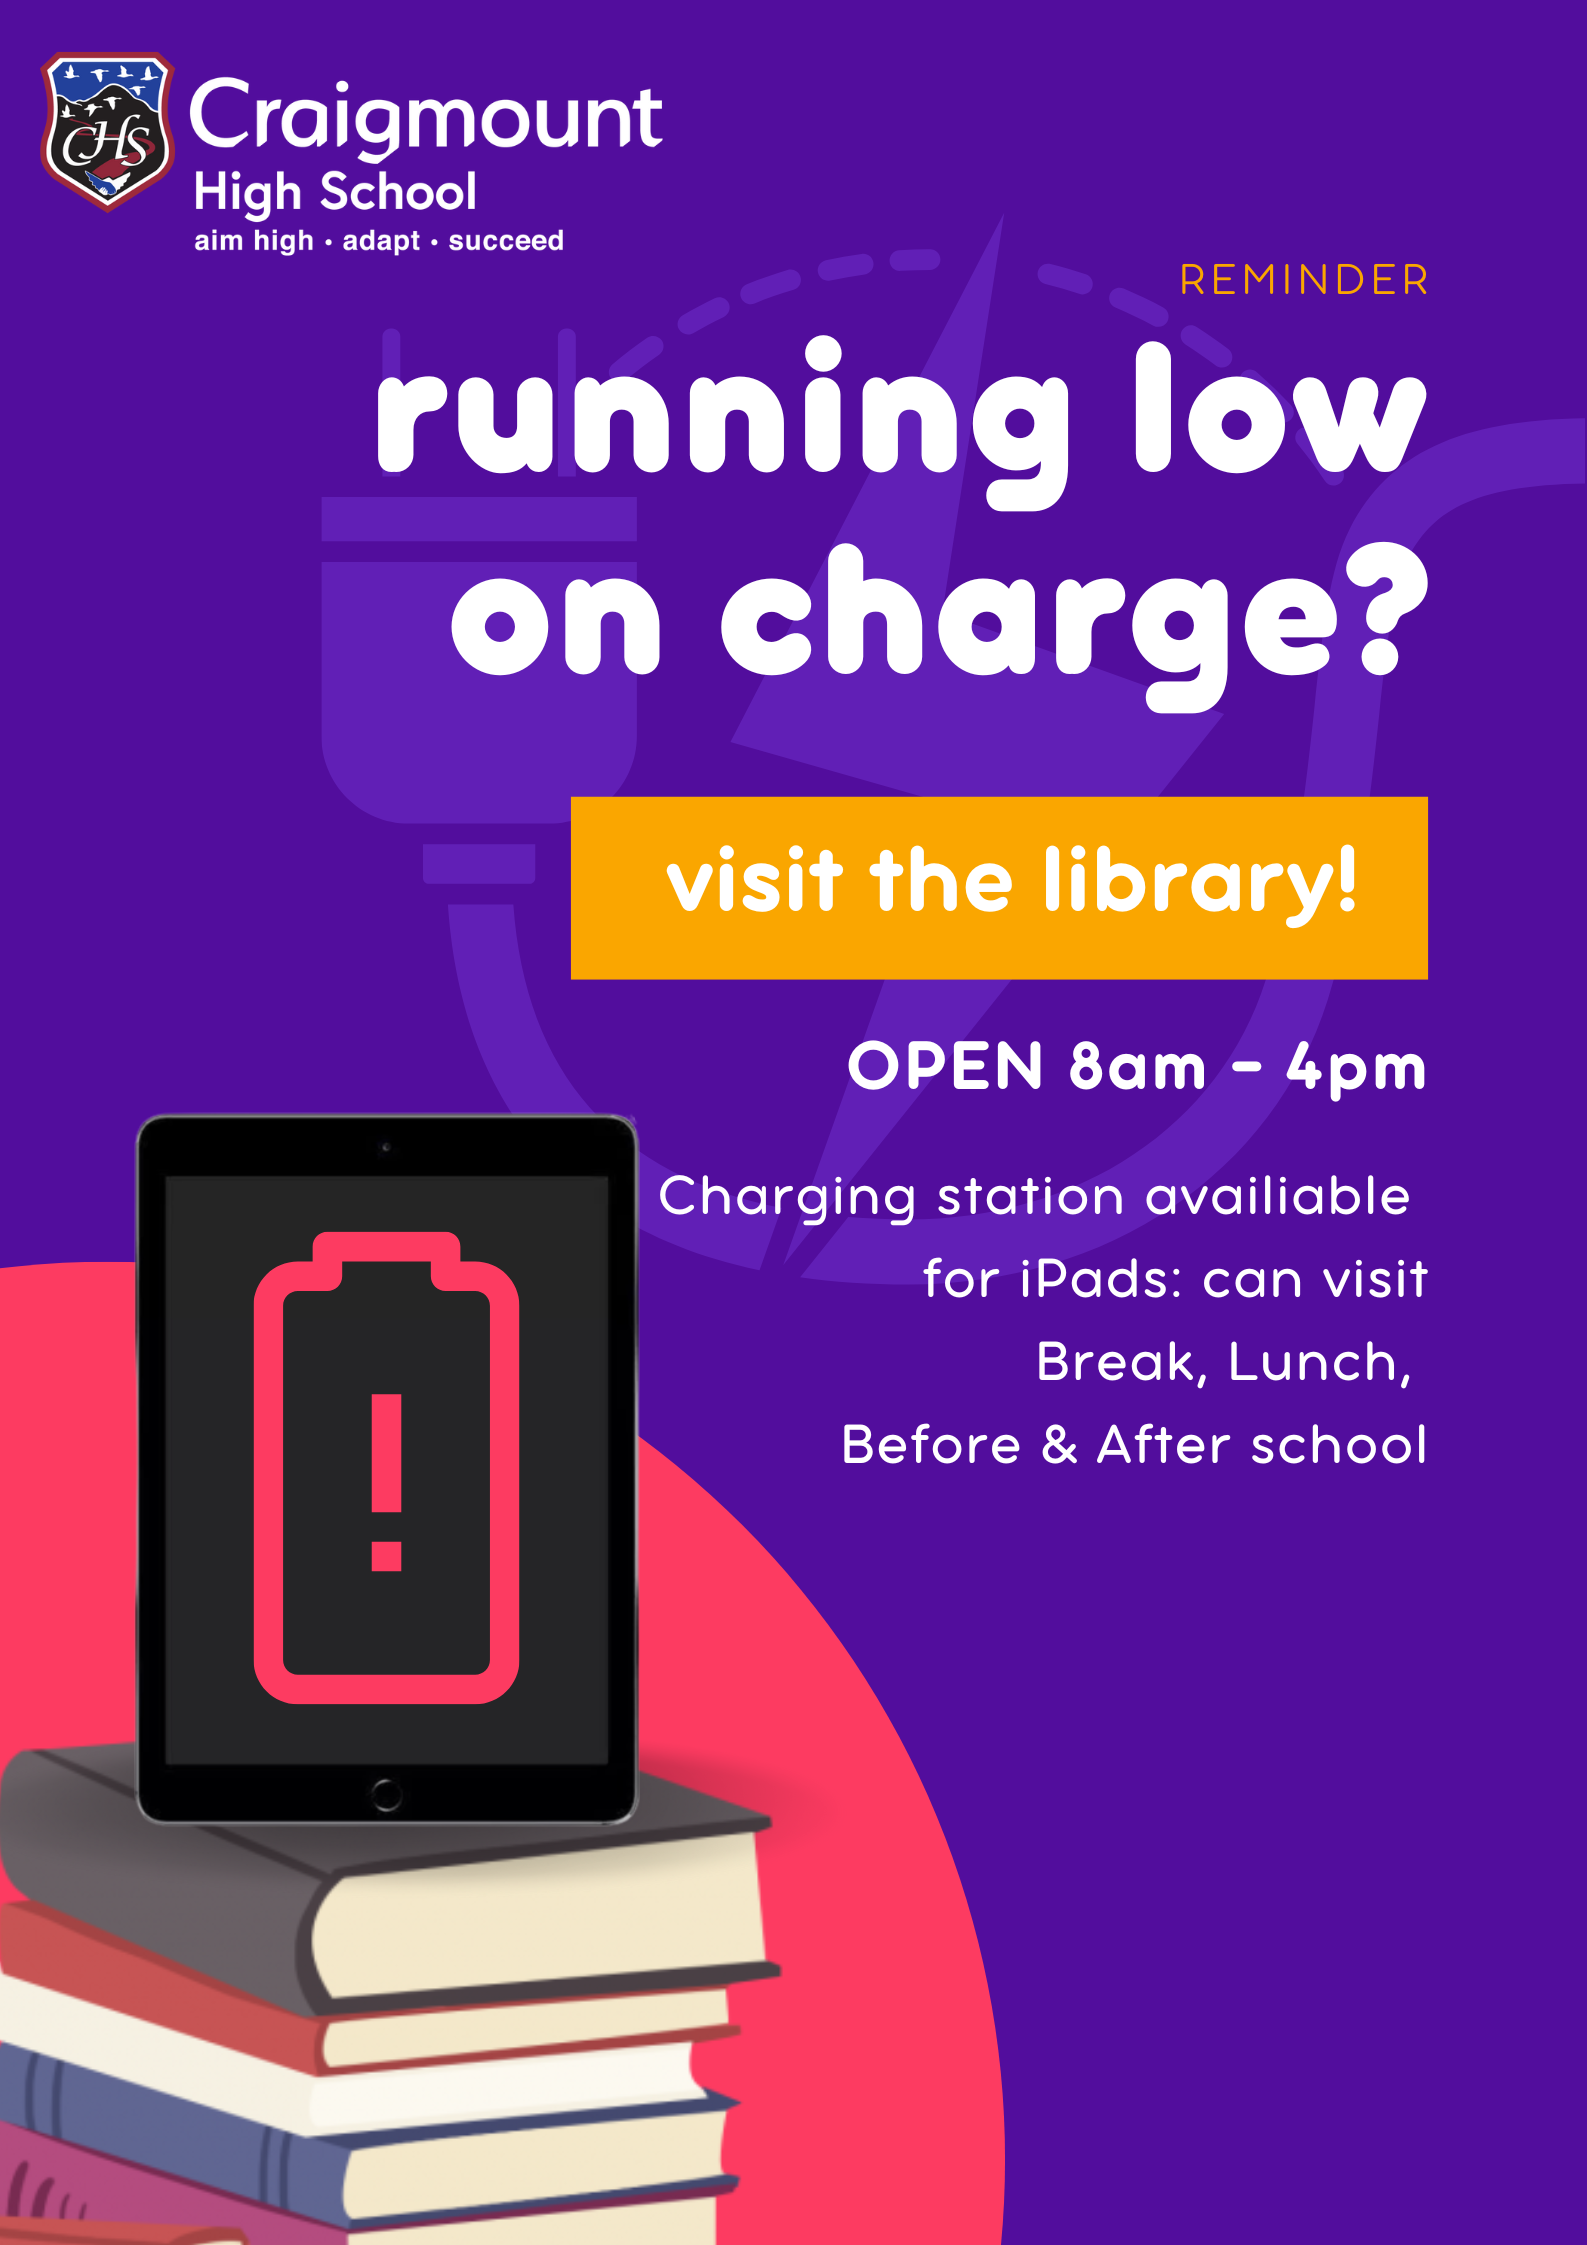 CHS
Craigmount
High School
aim high • adapt • succeed
REMINDER
running low
on charge?
visit the library!
OPEN 8am - 4pm
Charging station availiable
for iPads: can visit
Break, Lunch,
Before & After school